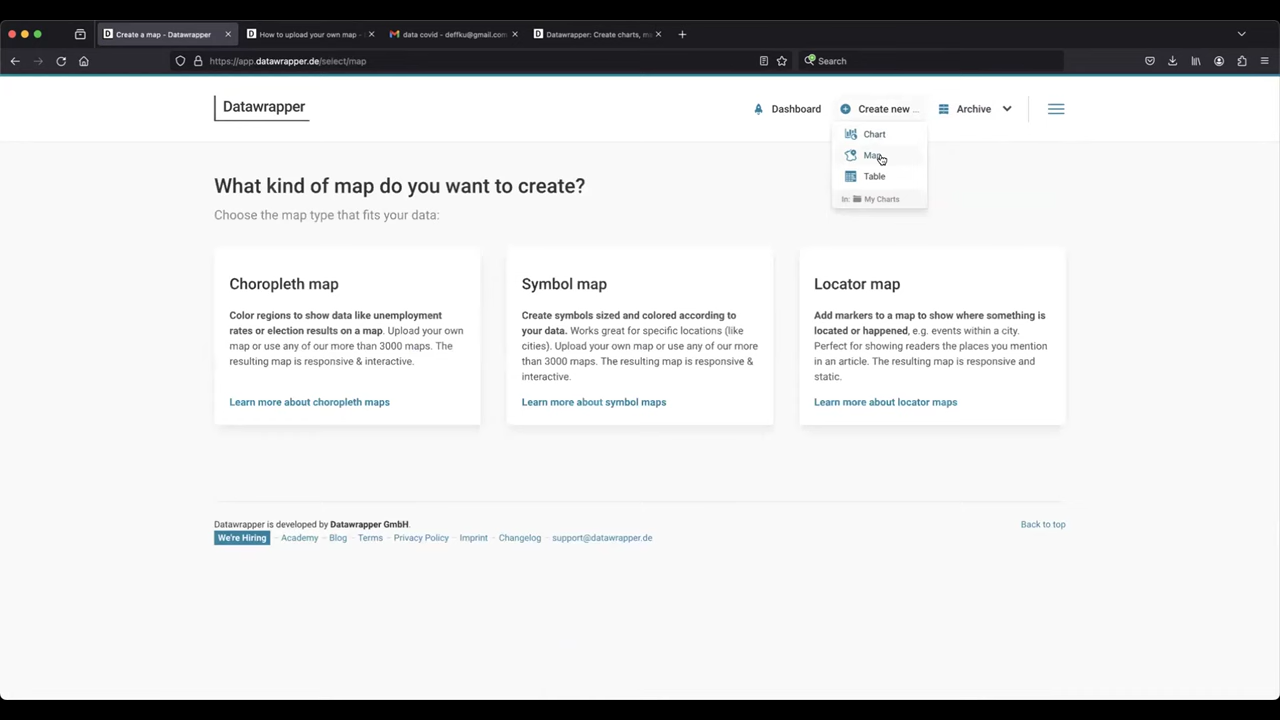 Create a map - Datawrapper
How to upload your own map -
data covid - deffku@gmail.com
Datawrapper: Create charts, m
https://app.datawrapper.de/select/map
Search
Datawrapper
Dashboard
Create new ...
Archive
Chart
Map
Table
In: My Charts
What kind of map do you want to create?
Choose the map type that fits your data:
Choropleth map
Color regions to show data like unemployment
rates or election results on a map. Upload your own
map or use any of our more than 3000 maps. The
resulting map is responsive & interactive.
Learn more about choropleth maps
Symbol map
Create symbols sized and colored according to
your data. Works great for specific locations (like
cities). Upload your own map or use any of our more
than 3000 maps. The resulting map is responsive &
interactive.
Learn more about symbol maps
Locator map
Add markers to a map to show where something is
located or happened, e.g. events within a city.
Perfect for showing readers the places you mention
in an article. The resulting map is responsive and
static.
Learn more about locator maps
Datawrapper is developed by Datawrapper GmbH.
Back to top
We're Hiring - Academy - Blog - Terms - Privacy Policy - Imprint - Changelog - support@datawrapper.de